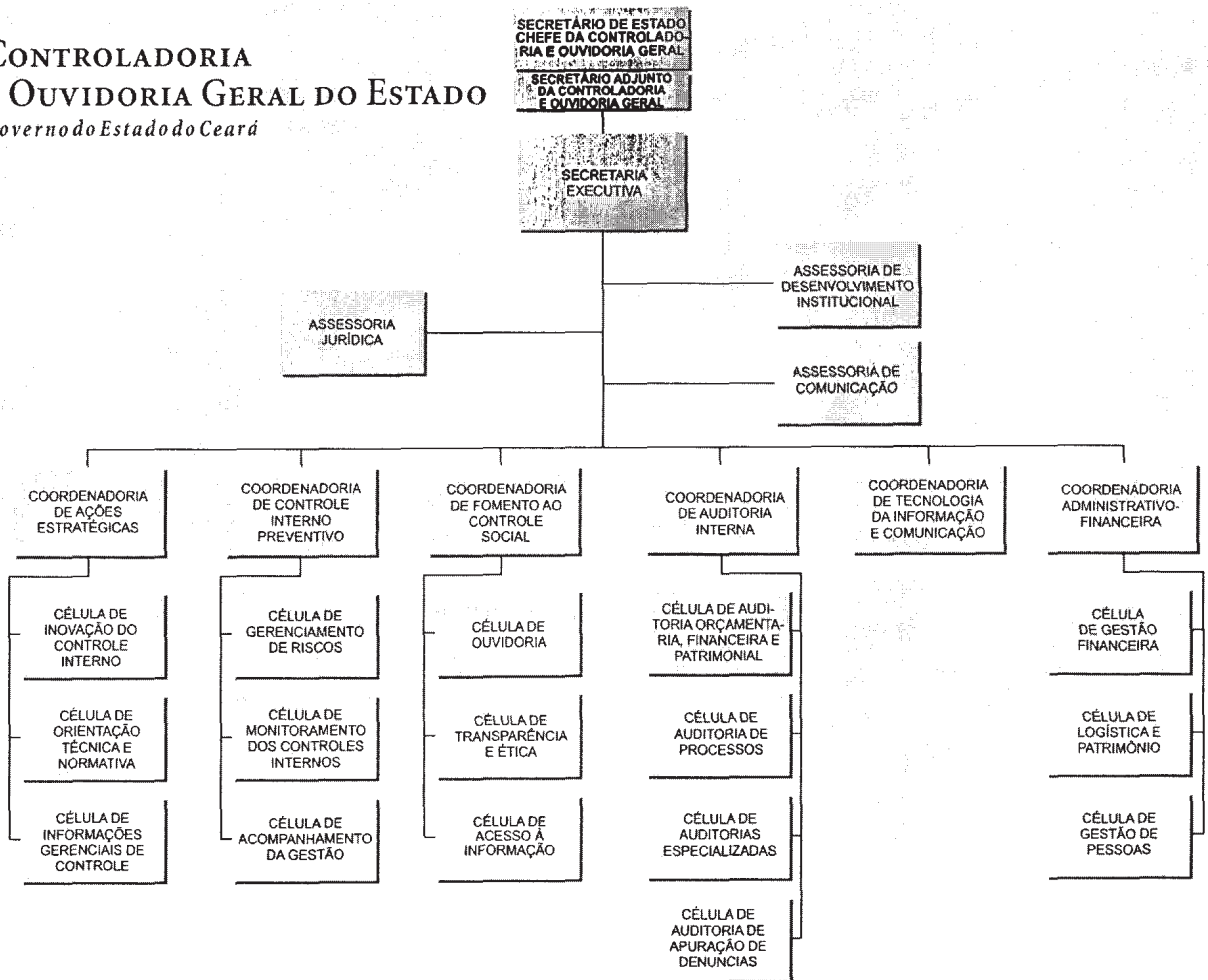 CONTROLADORIA
OUVIDORIA GERAL DO ESTADO
overno do Estado do Ceará
SECRETÁRIO DE ESTADO
CHEFE DA CONTROLADO-
RIA E OUVIDORIA GERAL
SECRETÁRIO ADJUNTO
DA CONTROLADORIA
E OUVIDORIA GERAL
SECRETARIA
EXECUTIVA
ASSESSORIA DE
DESENVOLVIMENTO
INSTITUCIONAL
ASSESSORIA
JURÍDICA
ASSESSORIA DE
COMUNICAÇÃO
COORDENADORIA
DE AÇÕES
ESTRATÉGICAS
COORDENADORIA
DE CONTROLE
INTERNO
PREVENTIVO
COORDENADORIA
DE FOMENTO AO
CONTROLE
SOCIAL
COORDENADORIA
DE AUDITORIA
INTERNA
COORDENADORIA
DE TECNOLOGIA
DA INFORMAÇÃO
E COMUNICAÇÃO
COORDENADORIA
ADMINISTRATIVO-
FINANCEIRA
CÉLULA DE
INOVAÇÃO DO
CONTROLE
INTERNO
CÉLULA DE
GERENCIAMENTO
DE RISCOS
CÉLULA DE
OUVIDORIA
CÉLULA DE AUDI-
TORIA ORÇAMENTA-
RIA, FINANCEIRA E
PATRIMONIAL
CÉLULA
DE GESTÃO
FINANCEIRA
CÉLULA DE
ORIENTAÇÃO
TÉCNICA E
NORMATIVA
CÉLULA DE
MONITORAMENTO
DOS CONTROLES
INTERNOS
CÉLULA DE
TRANSPARÊNCIA
E ÉTICA
CÉLULA DE
AUDITORIA DE
PROCESSOS
CÉLULA DE
LOGÍSTICA E
PATRIMÔNIO
CÉLULA DE
INFORMAÇÕES
GERENCIAIS DE
CONTROLE
CÉLULA DE
ACOMPANHAMENTO
DA GESTÃO
CÉLULA DE
ACESSO À
INFORMAÇÃO
CÉLULA DE
AUDITORIAS
ESPECIALIZADAS
CÉLULA DE
GESTÃO DE
PESSOAS
CÉLULA DE
AUDITORIA DE
APURAÇÃO DE
DENUNCIAS